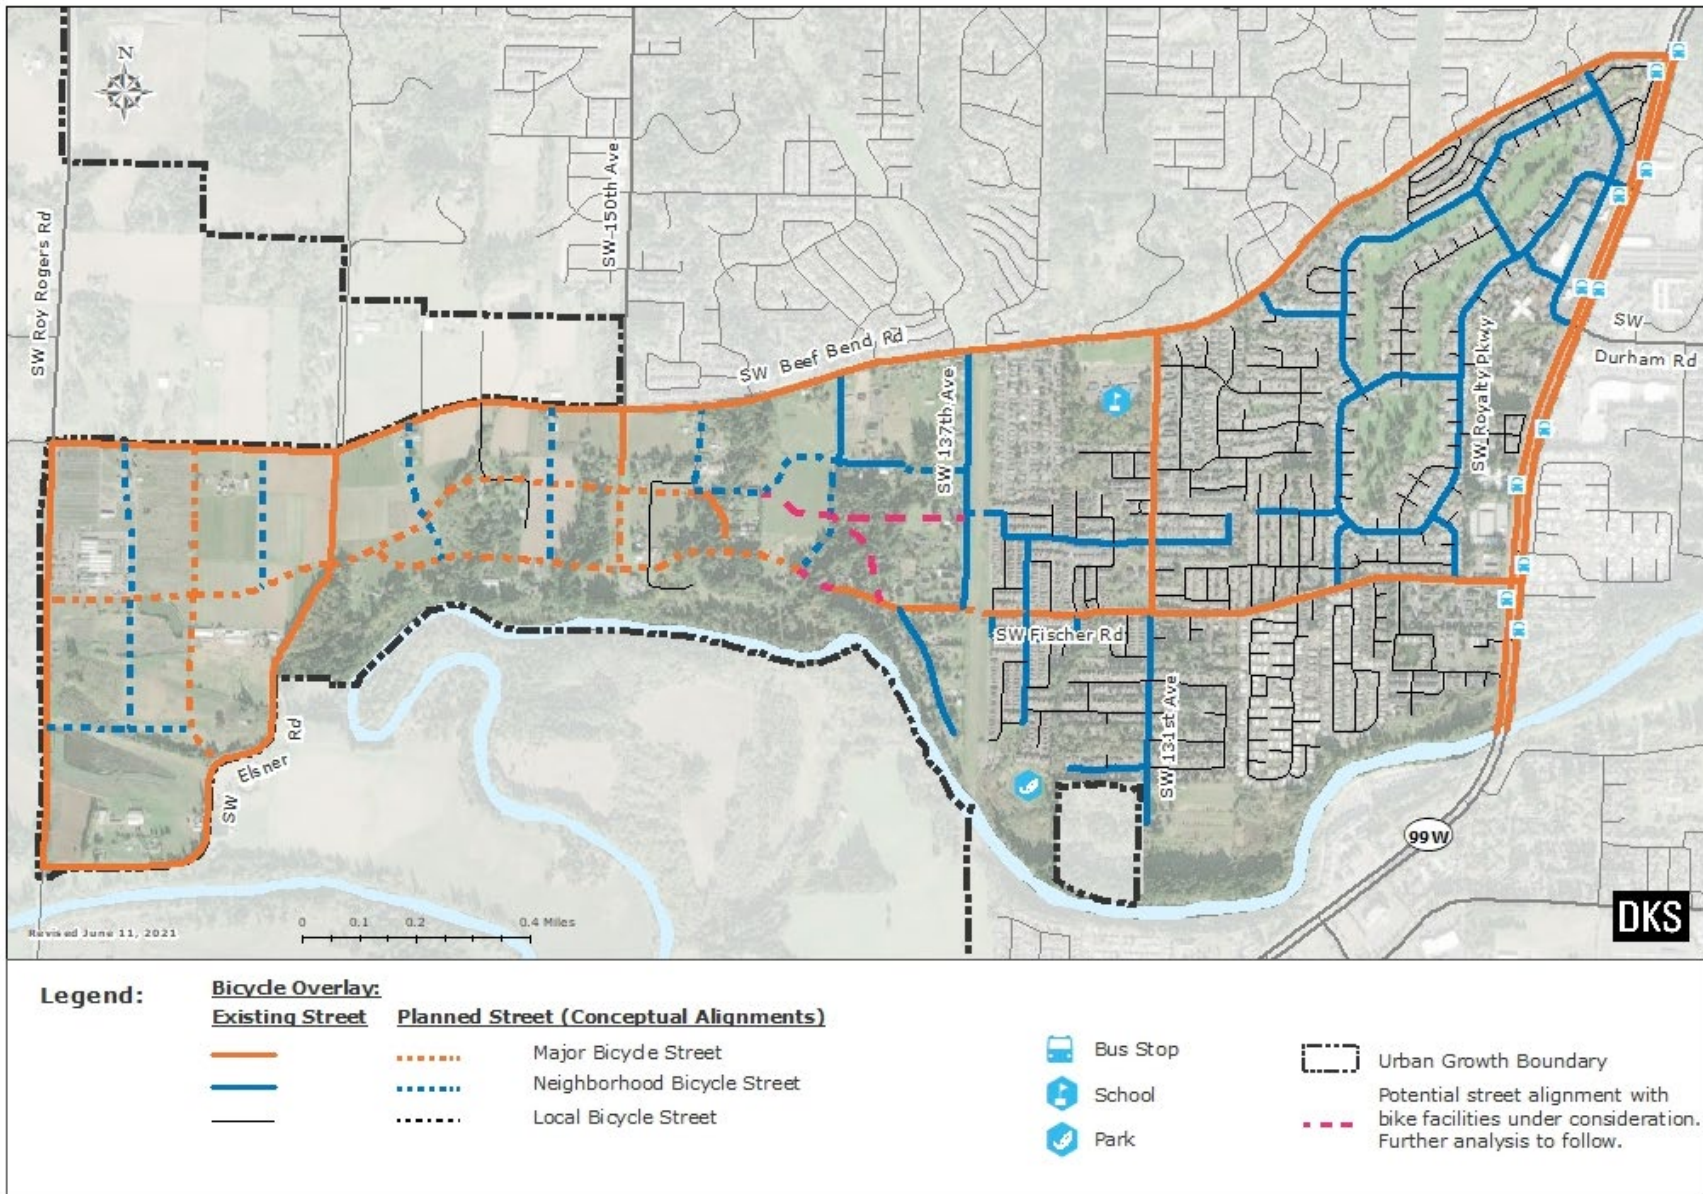 N
SW Roy Rogers Rd
SW 150th Ave
SW Beef Bend Rd
SW 137th Ave
SW Royalty Pkwy
SW
Durham Rd
SW Fischer Rd
SW 131st Ave
SW Elsner Rd
99W
0 0.1 0.2 0.4 Miles
Revised June 11, 2021
DKS
Legend:
Bicycle Overlay:
Existing Street
Planned Street (Conceptual Alignments)
Major Bicycle Street
Neighborhood Bicycle Street
Local Bicycle Street
Bus Stop
School
Park
Urban Growth Boundary
Potential street alignment with
bike facilities under consideration.
Further analysis to follow.